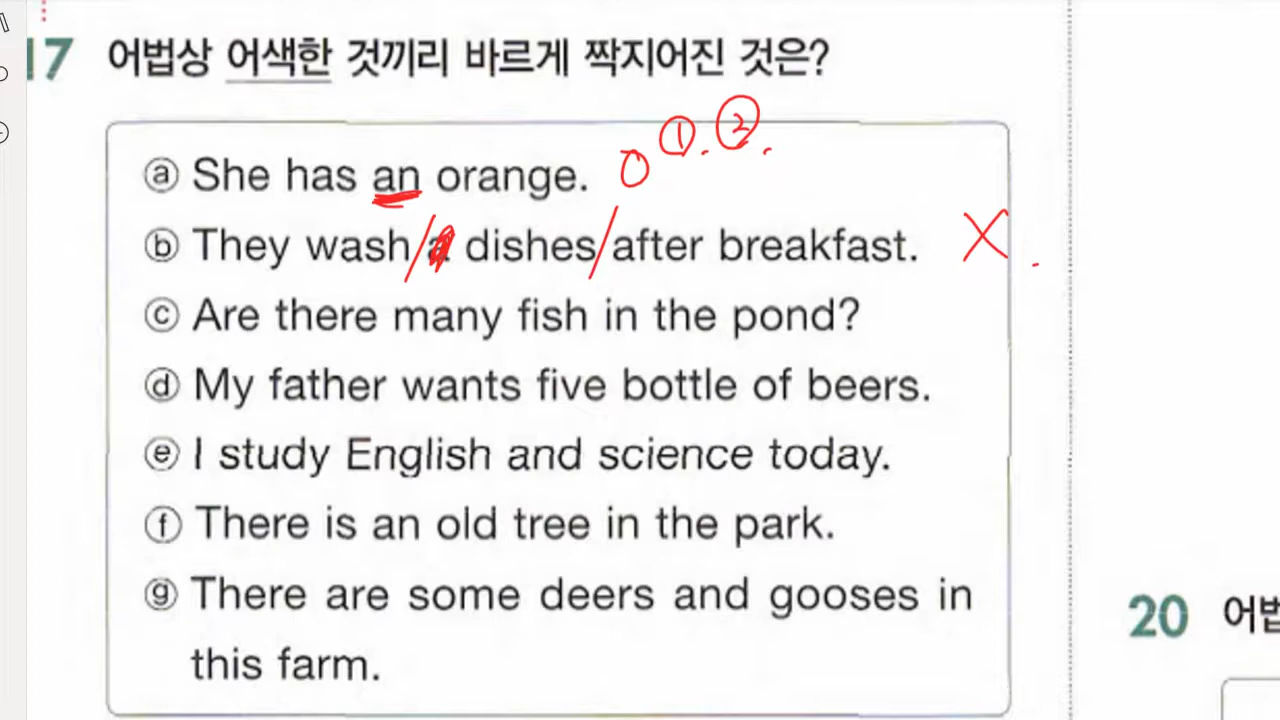 17 어법상 어색한 것끼리 바르게 짝지어진 것은?
① . ② .
ⓐ She has an orange. O
ⓑ They wash / a dishes / after breakfast. X .
ⓒ Are there many fish in the pond?
ⓓ My father wants five bottle of beers.
ⓔ I study English and science today.
ⓕ There is an old tree in the park.
ⓖ There are some deers and gooses in
this farm.
20 어법